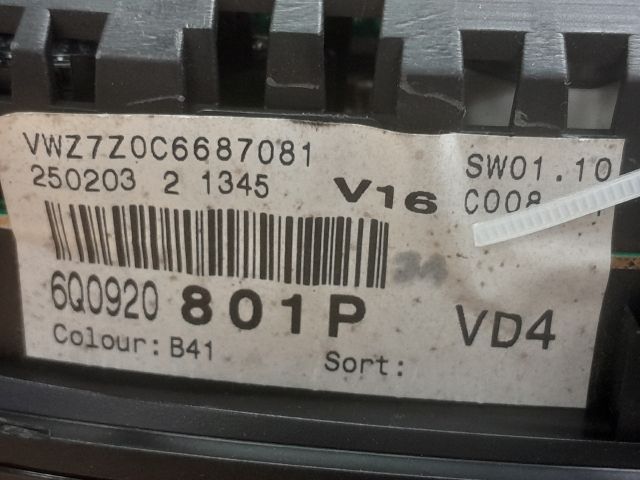 VWZ7Z0C6687081
250203 2 1345
V16
SW01.10
C008
6Q0920 801P
VD4
Colour: B41
Sort: